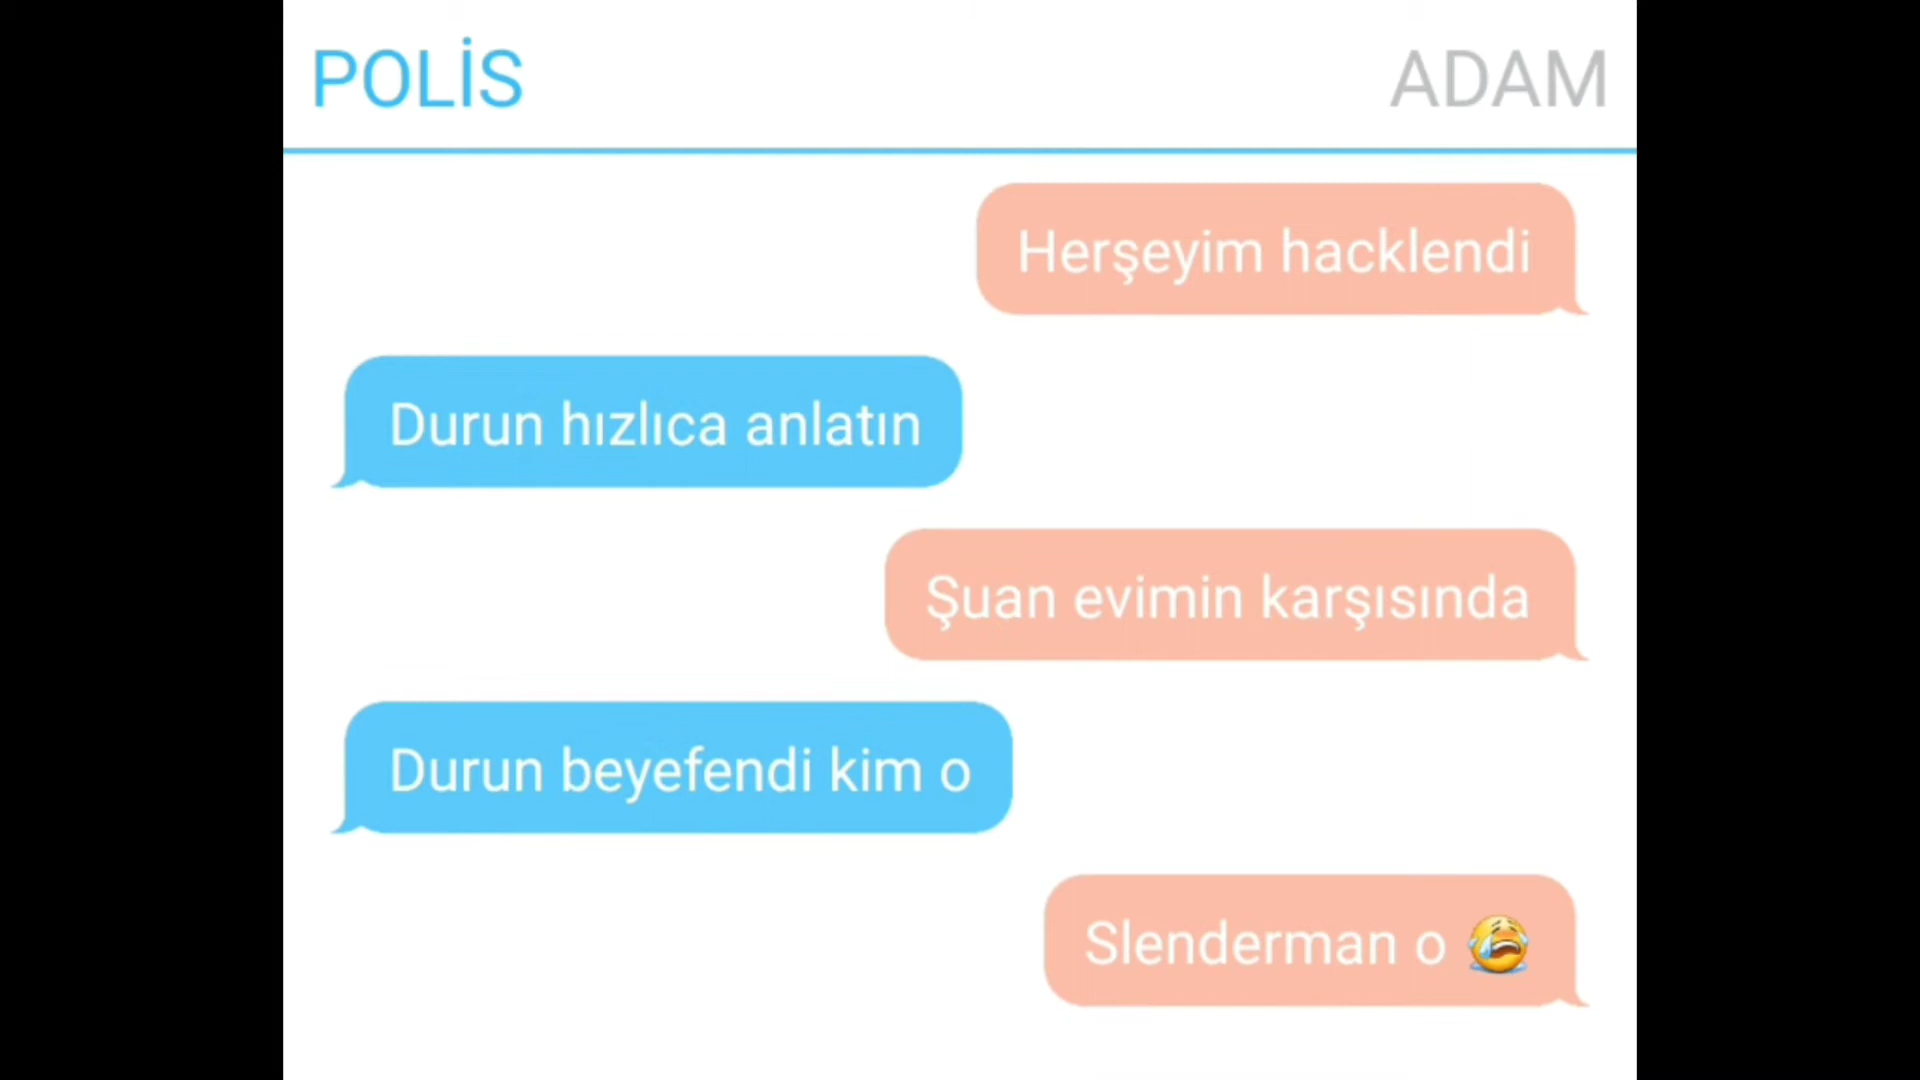 POLİS ADAM
Herşeyim hacklendi
Durun hızlıca anlatın
Şuan evimin karşısında
Durun beyefendi kim o
Slenderman o 😭